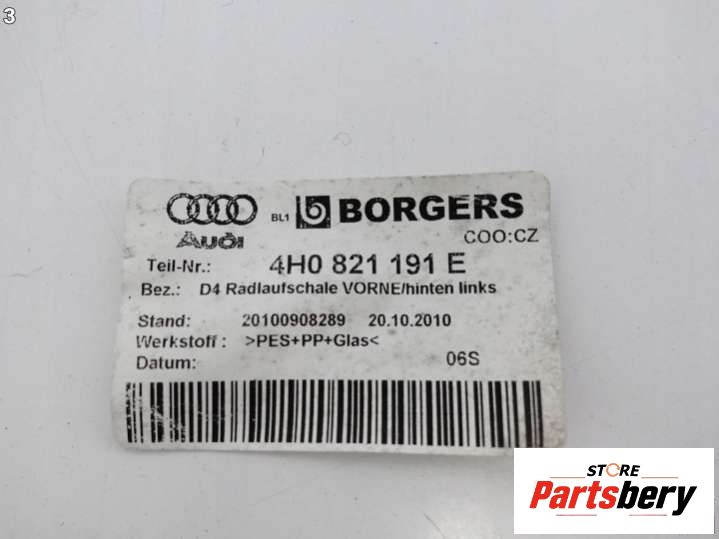 3
BL1 BORGERS
Audi
COO:CZ
Teil-Nr.: 4H0 821 191 E
Bez.: D4 Radlaufschale VORNE/hinten links
Stand: 20100908289 20.10.2010
Werkstoff: >PES+PP+Glas<
Datum: 06S
STORE
Partsbery